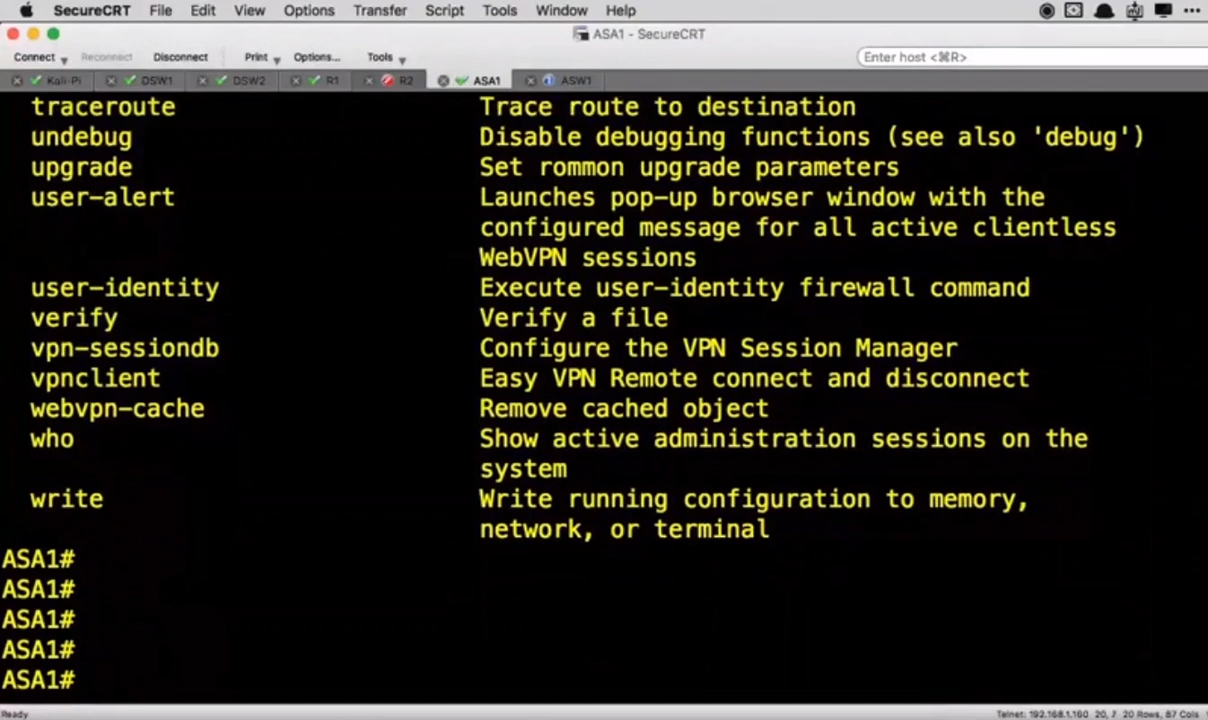 SecureCRT File Edit View Options Transfer Script Tools Window Help
ASA1 - SecureCRT
Connect Reconnect Disconnect Print Options... Tools Enter host <⌘R>
Kali-Pi DSW1 DSW2 R1 R2 ASA1 ASW1
traceroute Trace route to destination
undebug Disable debugging functions (see also 'debug')
upgrade Set rommon upgrade parameters
user-alert Launches pop-up browser window with the
configured message for all active clientless
WebVPN sessions
user-identity Execute user-identity firewall command
verify Verify a file
vpn-sessiondb Configure the VPN Session Manager
vpnclient Easy VPN Remote connect and disconnect
webvpn-cache Remove cached object
who Show active administration sessions on the
system
write Write running configuration to memory,
network, or terminal
ASA1#
ASA1#
ASA1#
ASA1#
ASA1#
Ready Telnet: 192.168.1.160 20, 7 20 Rows, 87 Cols